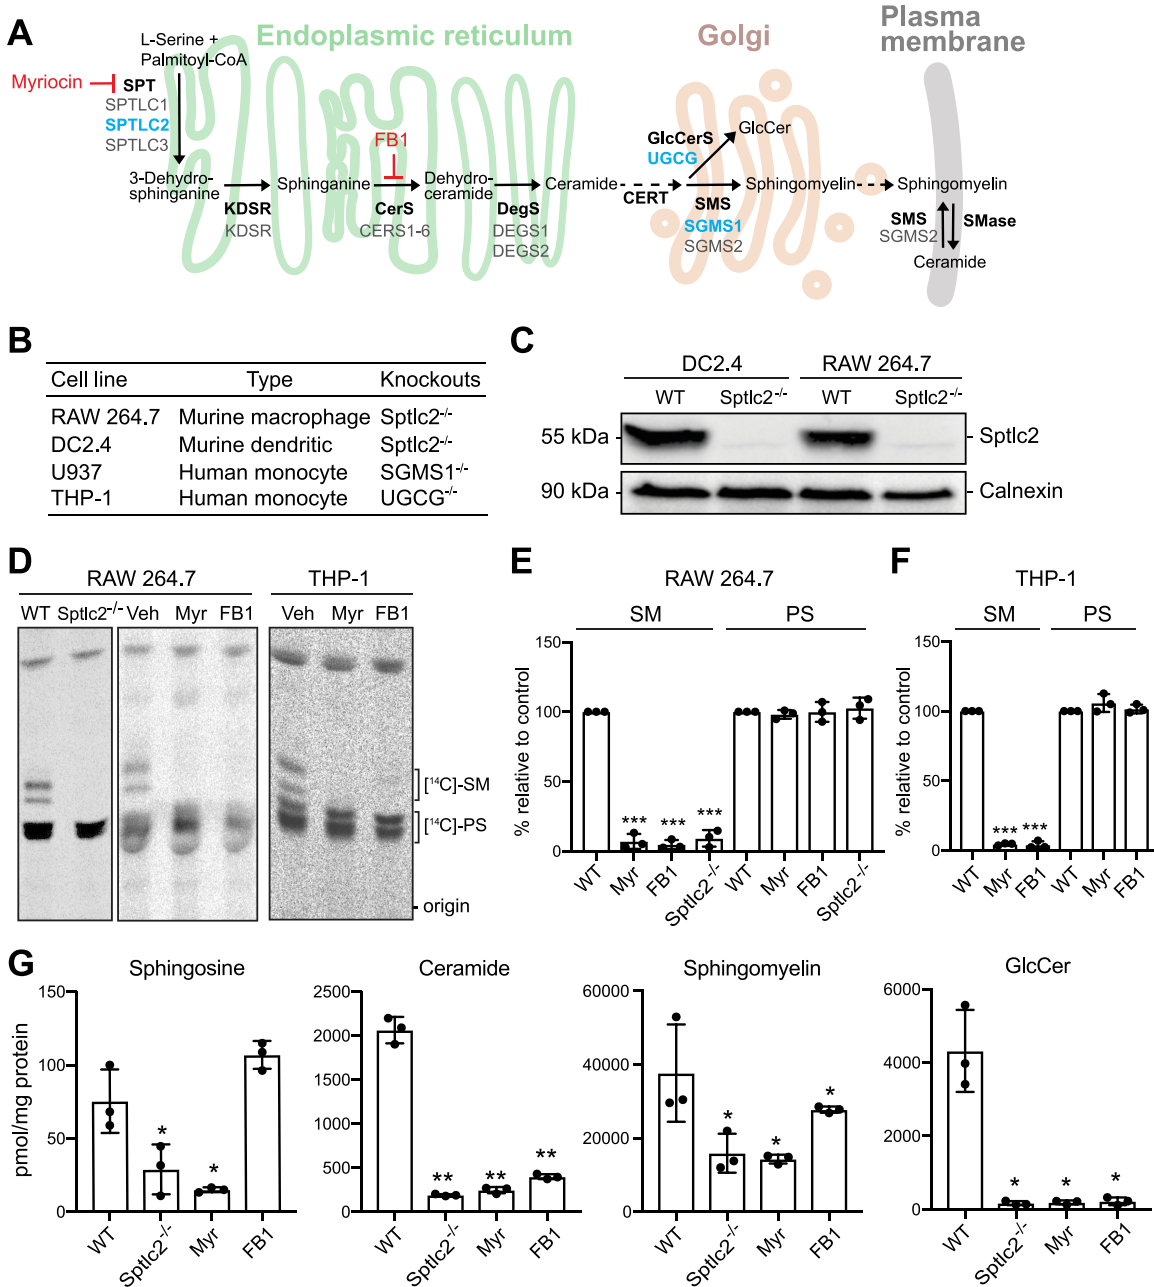 A
L-Serine +
Palmitoyl-CoA
Endoplasmic reticulum
Golgi
Plasma
membrane
Myriocin
SPT
SPTLC1
SPTLC2
SPTLC3
FB1
GlcCerS
UGCG
GlcCer
3-Dehydro-
sphinganine
Sphinganine
Dehydro-
ceramide
Ceramide
CERT
Sphingomyelin
Sphingomyelin
KDSR
KDSR
CerS
CERS1-6
DegS
DEGS1
DEGS2
SMS
SGMS1
SGMS2
SMS
SGMS2
SMase
Ceramide
B
Cell line Type Knockouts
RAW 264.7 Murine macrophage Sptlc2-/-
DC2.4 Murine dendritic Sptlc2-/-
U937 Human monocyte SGMS1-/-
THP-1 Human monocyte UGCG-/-
C
DC2.4 RAW 264.7
WT Sptlc2-/- WT Sptlc2-/-
55 kDa Sptlc2
90 kDa Calnexin
D
RAW 264.7 THP-1
WT Sptlc2-/- Veh Myr FB1 Veh Myr FB1
[14C]-SM
[14C]-PS
origin
E
RAW 264.7
SM PS
% relative to control
150
100
50
0
*** *** ***
WT Myr FB1 Sptlc2-/- WT Myr FB1 Sptlc2-/-
F
THP-1
SM PS
% relative to control
150
100
50
0
*** ***
WT Myr FB1 WT Myr FB1
G
pmol/mg protein
Sphingosine
150
100
50
0
* *
WT Sptlc2-/- Myr FB1
Ceramide
2500
2000
1500
1000
500
0
** ** **
WT Sptlc2-/- Myr FB1
Sphingomyelin
60000
40000
20000
0
* * *
WT Sptlc2-/- Myr FB1
GlcCer
6000
4000
2000
0
* * *
WT Sptlc2-/- Myr FB1